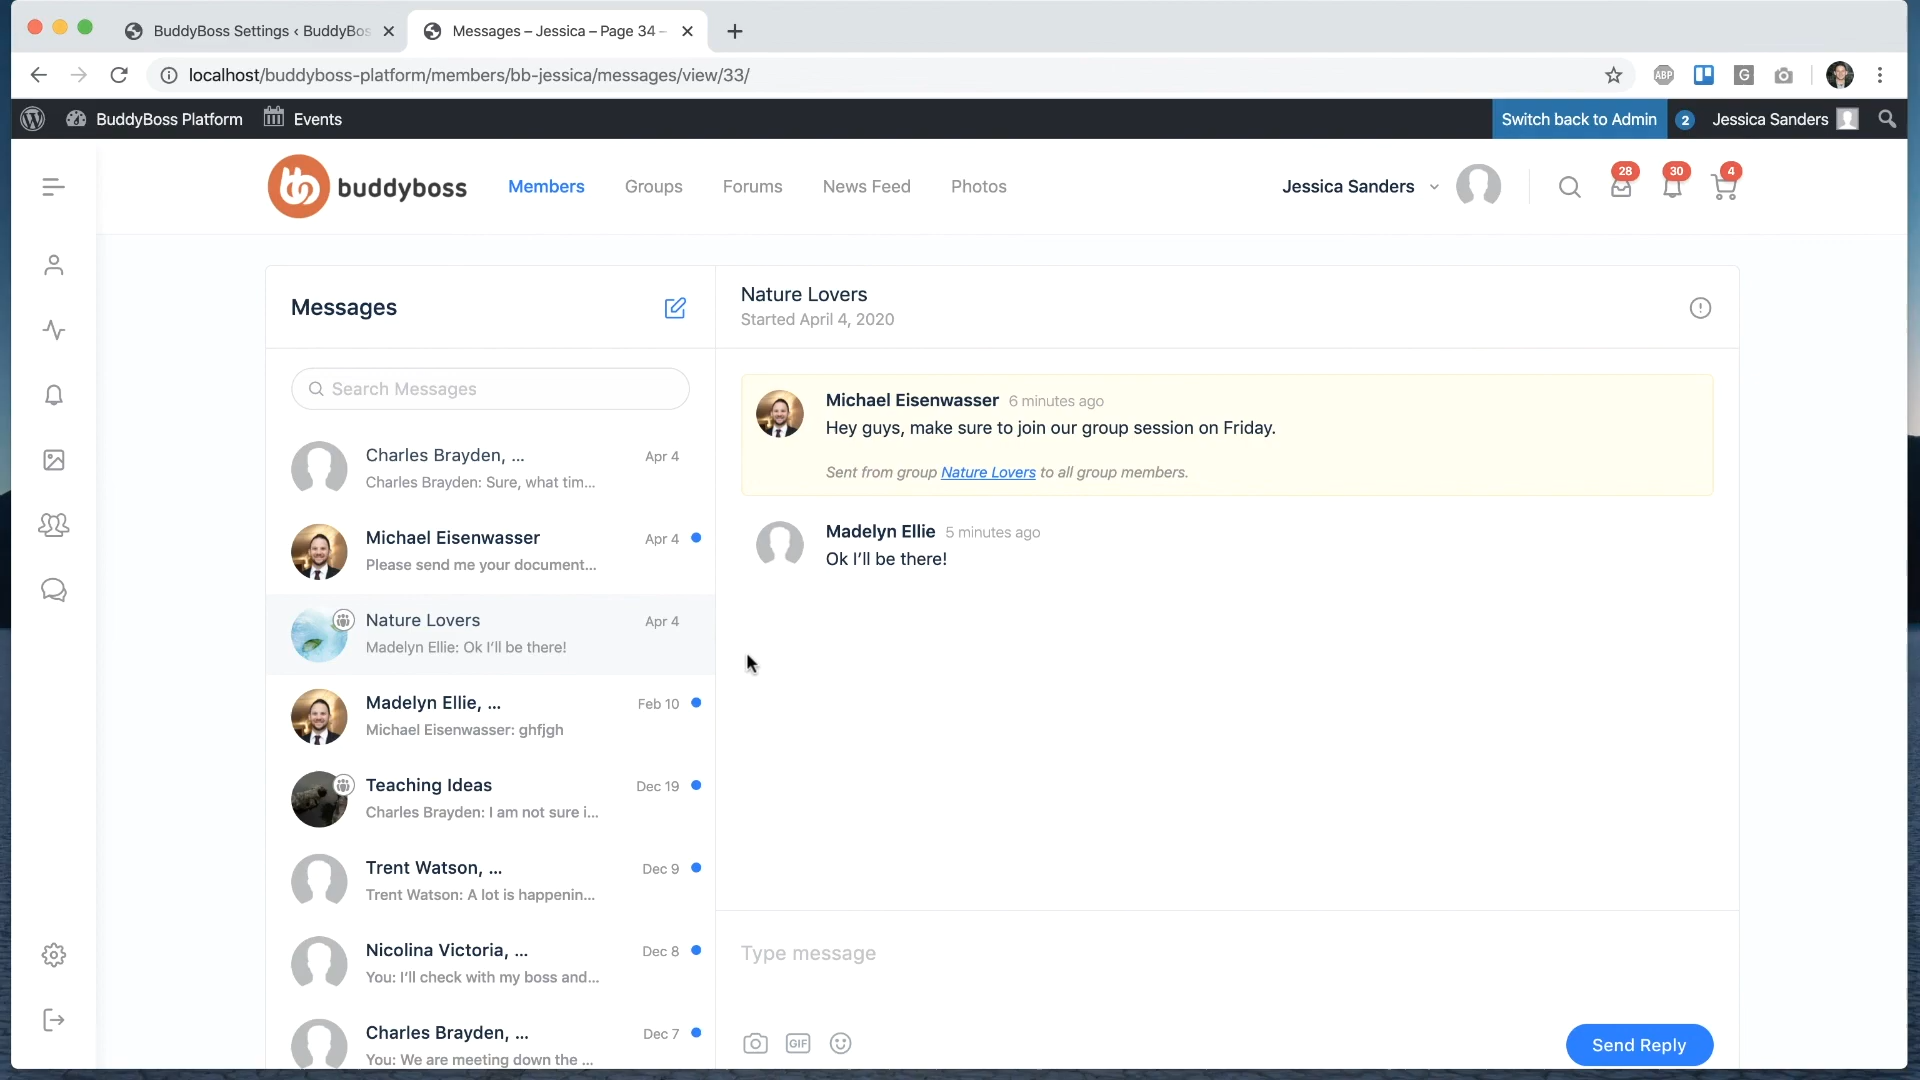 BuddyBoss Settings ‹ BuddyBos
Messages – Jessica – Page 34 –
localhost/buddyboss-platform/members/bb-jessica/messages/view/33/
ABP
G
BuddyBoss Platform
Events
Switch back to Admin
2
Jessica Sanders
buddyboss
Members
Groups
Forums
News Feed
Photos
Jessica Sanders
28
30
4
Messages
Search Messages
Charles Brayden, ...
Apr 4
Charles Brayden: Sure, what tim...
Michael Eisenwasser
Apr 4
Please send me your document...
Nature Lovers
Apr 4
Madelyn Ellie: Ok I’ll be there!
Madelyn Ellie, ...
Feb 10
Michael Eisenwasser: ghfjgh
Teaching Ideas
Dec 19
Charles Brayden: I am not sure i...
Trent Watson, ...
Dec 9
Trent Watson: A lot is happenin...
Nicolina Victoria, ...
Dec 8
You: I’ll check with my boss and...
Charles Brayden, ...
Dec 7
You: We are meeting down the ...
Nature Lovers
Started April 4, 2020
Michael Eisenwasser 6 minutes ago
Hey guys, make sure to join our group session on Friday.
Sent from group Nature Lovers to all group members.
Madelyn Ellie 5 minutes ago
Ok I’ll be there!
Type message
GIF
Send Reply